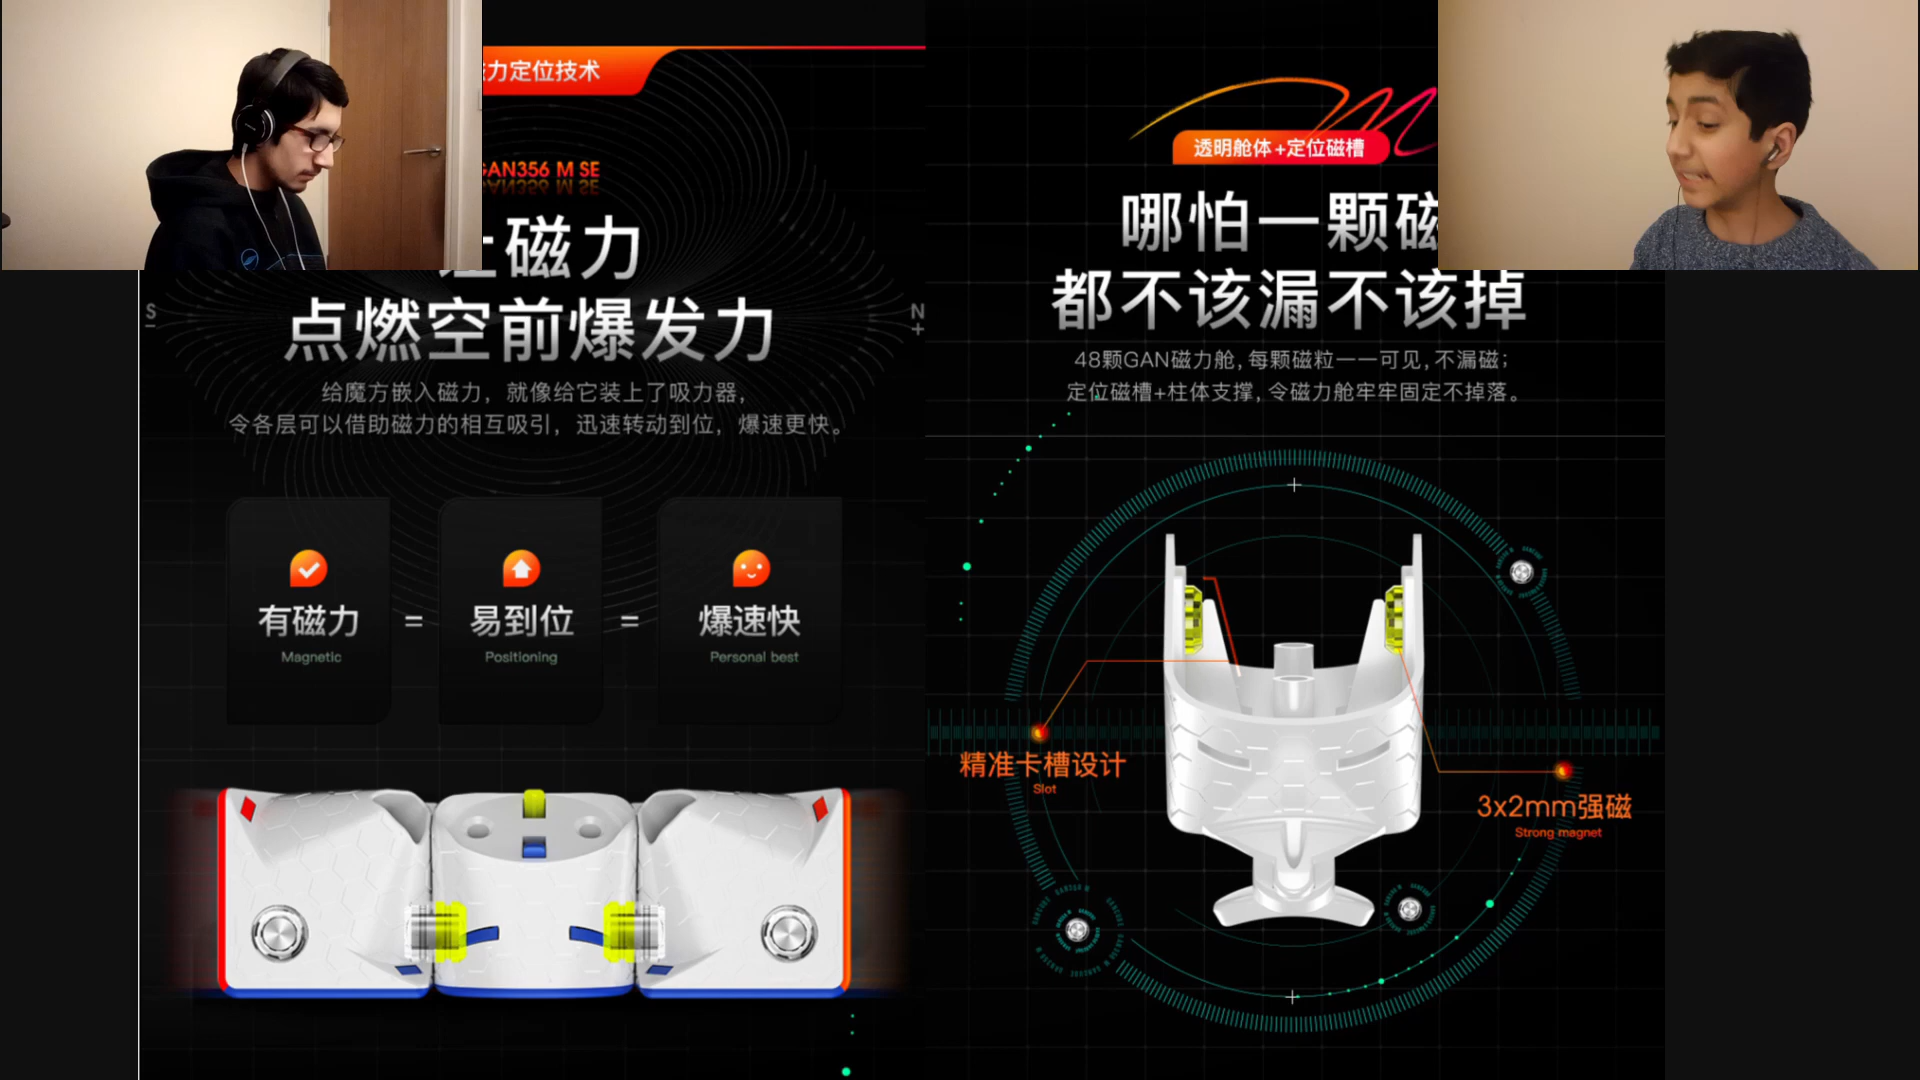 力定位技术
GAN356 M SE
磁力
点燃空前爆发力
给魔方嵌入磁力，就像给它装上了吸力器，
令各层可以借助磁力的相互吸引，迅速转动到位，爆速更快。
S
−
N
+
有磁力 = 易到位 = 爆速快
Magnetic Positioning Personal best
透明舱体+定位磁槽
哪怕一颗磁
都不该漏不该掉
48颗GAN磁力舱，每颗磁粒一一可见，不漏磁；
定位磁槽+柱体支撑，令磁力舱牢牢固定不掉落。
精准卡槽设计
Slot
3x2mm强磁
Strong magnet